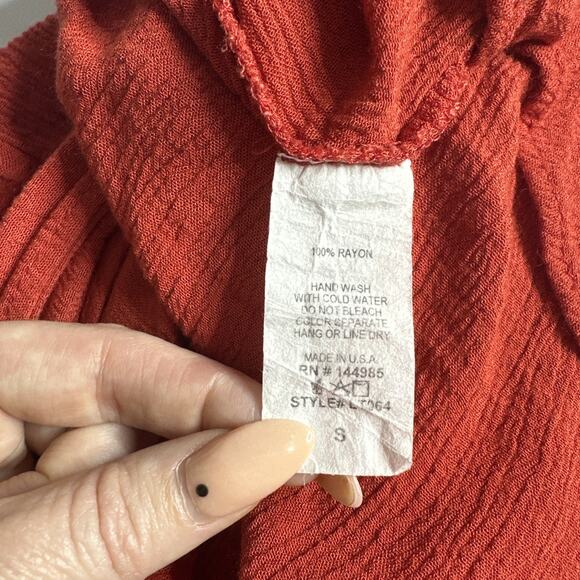 100% RAYON
HAND WASH
WITH COLD WATER
DO NOT BLEACH
COLOR SEPARATE
HANG OR LINE DRY
MADE IN U.S.A.
RN # 144985
STYLE# LT064
S